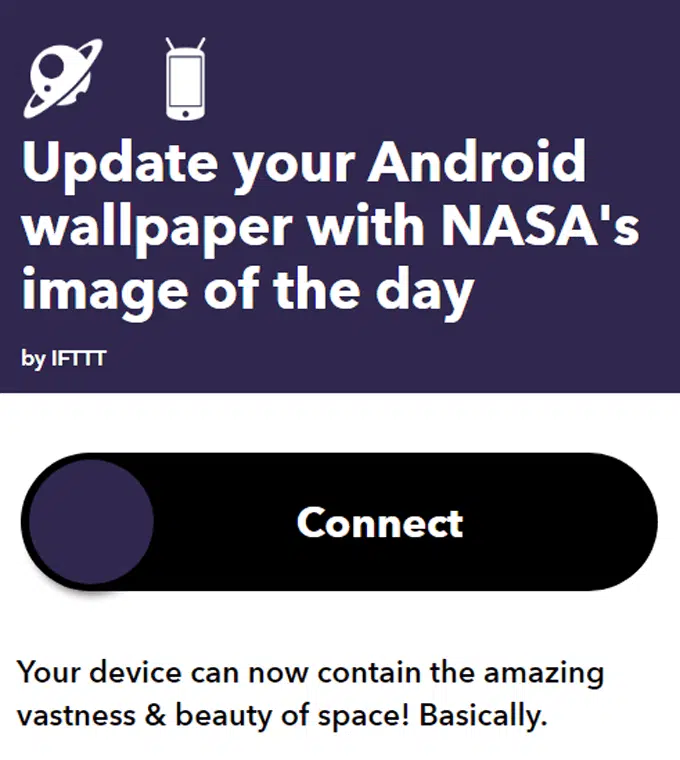 Update your Android
wallpaper with NASA's
image of the day
by IFTTT
Connect
Your device can now contain the amazing
vastness & beauty of space! Basically.